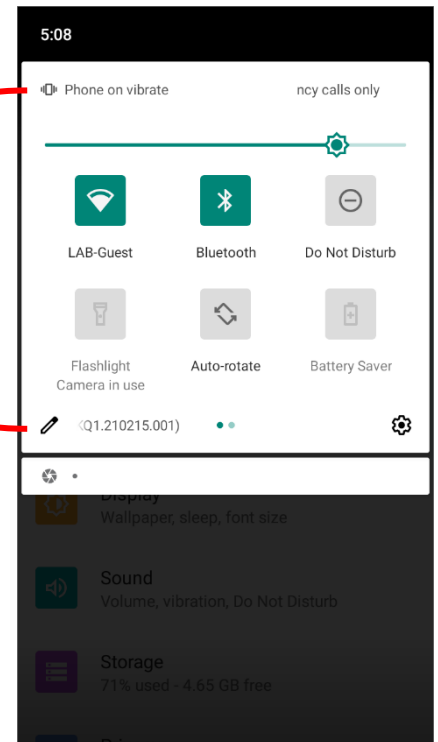 5:08
Phone on vibrate ncy calls only
LAB-Guest Bluetooth Do Not Disturb
Flashlight Auto-rotate Battery Saver
Camera in use
Q1.210215.001)
Display
Wallpaper, sleep, font size
Sound
Volume, vibration, Do Not Disturb
Storage
71% used - 4.65 GB free